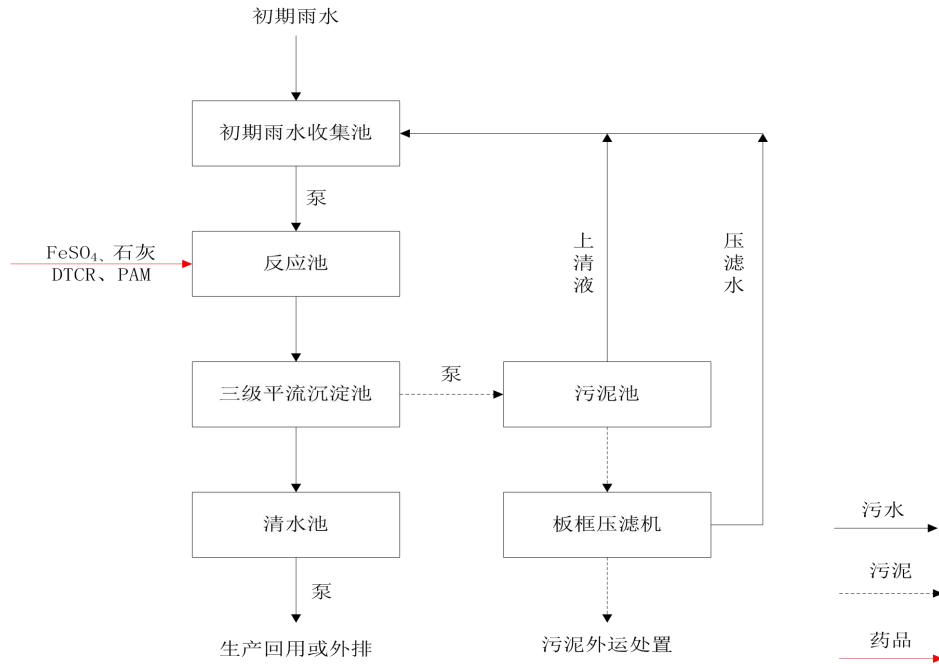 初期雨水
初期雨水收集池
泵
FeSO₄、石灰
DTCR、PAM
反应池
上清液
压滤水
三级平流沉淀池
泵
污泥池
清水池
板框压滤机
泵
生产回用或外排
污泥外运处置
污水
污泥
药品